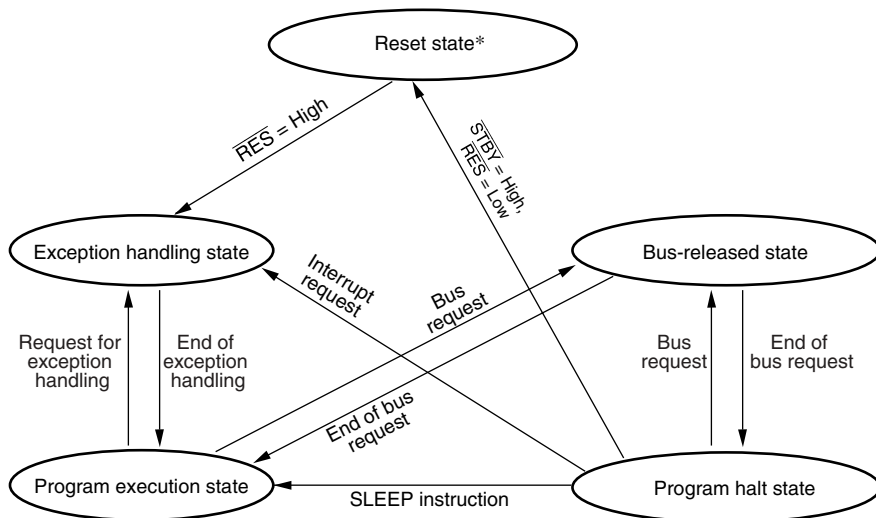 Reset state*
RES = High
STBY = High,
RES = Low
Exception handling state
Bus-released state
Interrupt
request
Bus
request
Request for
exception
handling
End of
exception
handling
Bus
request
End of
bus request
End of bus
request
Program execution state
SLEEP instruction
Program halt state